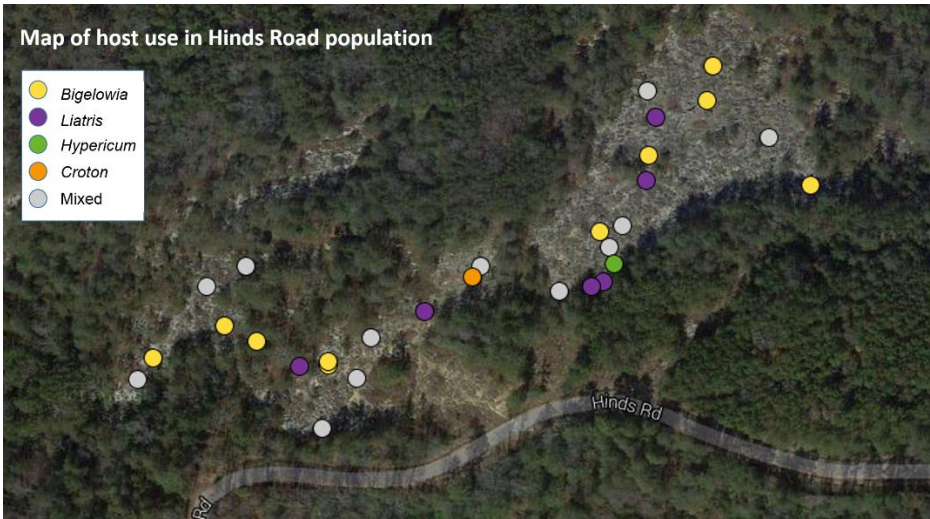 Map of host use in Hinds Road population
Bigelowia
Liatris
Hypericum
Croton
Mixed
Hinds Rd
Rd